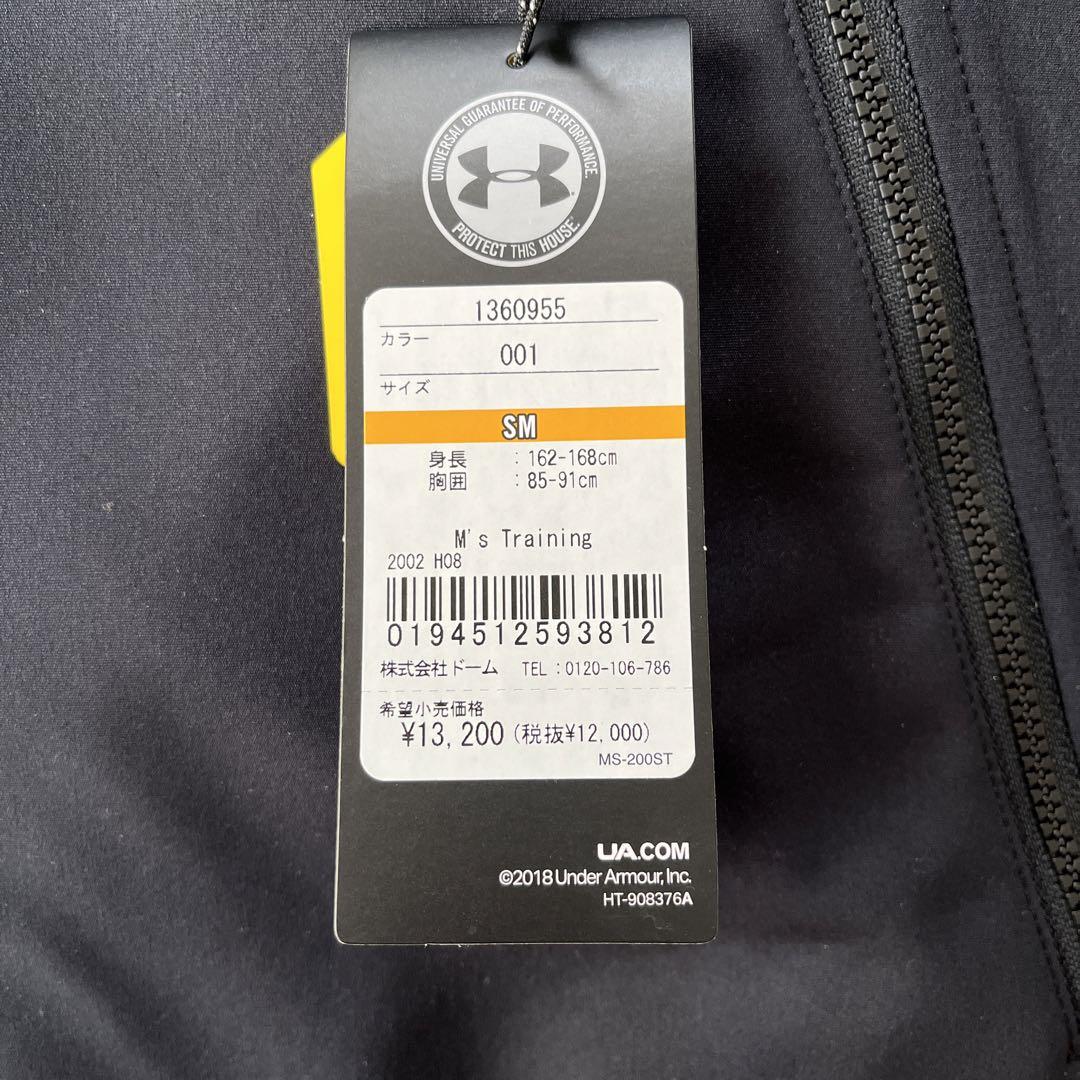 UNIVERSAL GUARANTEE OF PERFORMANCE.
PROTECT THIS HOUSE.
1360955
カラー
001
サイズ
SM
身長 : 162-168cm
胸囲 : 85-91cm
M's Training
2002 H08
0194512593812
株式会社ドーム TEL:0120-106-786
希望小売価格
¥13,200 (税抜¥12,000)
MS-200ST
UA.COM
©2018 Under Armour, Inc.
HT-908376A